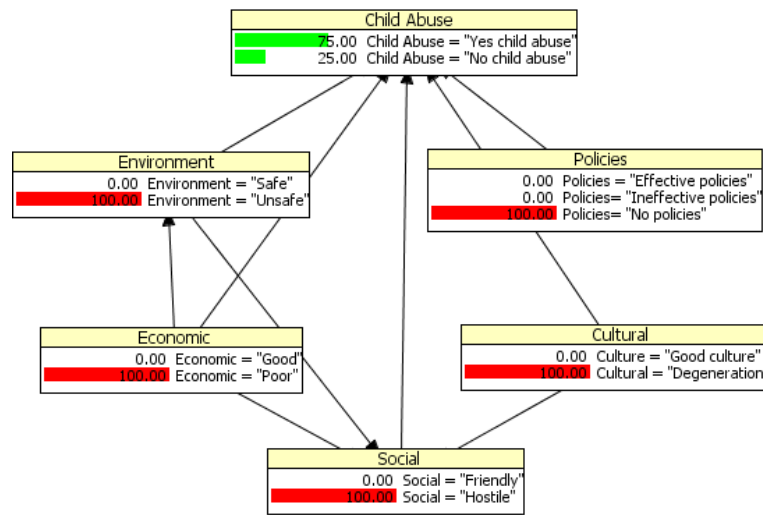 Child Abuse
75.00 Child Abuse = "Yes child abuse"
25.00 Child Abuse = "No child abuse"
Environment
0.00 Environment = "Safe"
100.00 Environment = "Unsafe"
Policies
0.00 Policies = "Effective policies"
0.00 Policies = "Ineffective policies"
100.00 Policies= "No policies"
Economic
0.00 Economic = "Good"
100.00 Economic = "Poor"
Cultural
0.00 Culture = "Good culture"
100.00 Cultural = "Degeneration
Social
0.00 Social = "Friendly"
100.00 Social = "Hostile"